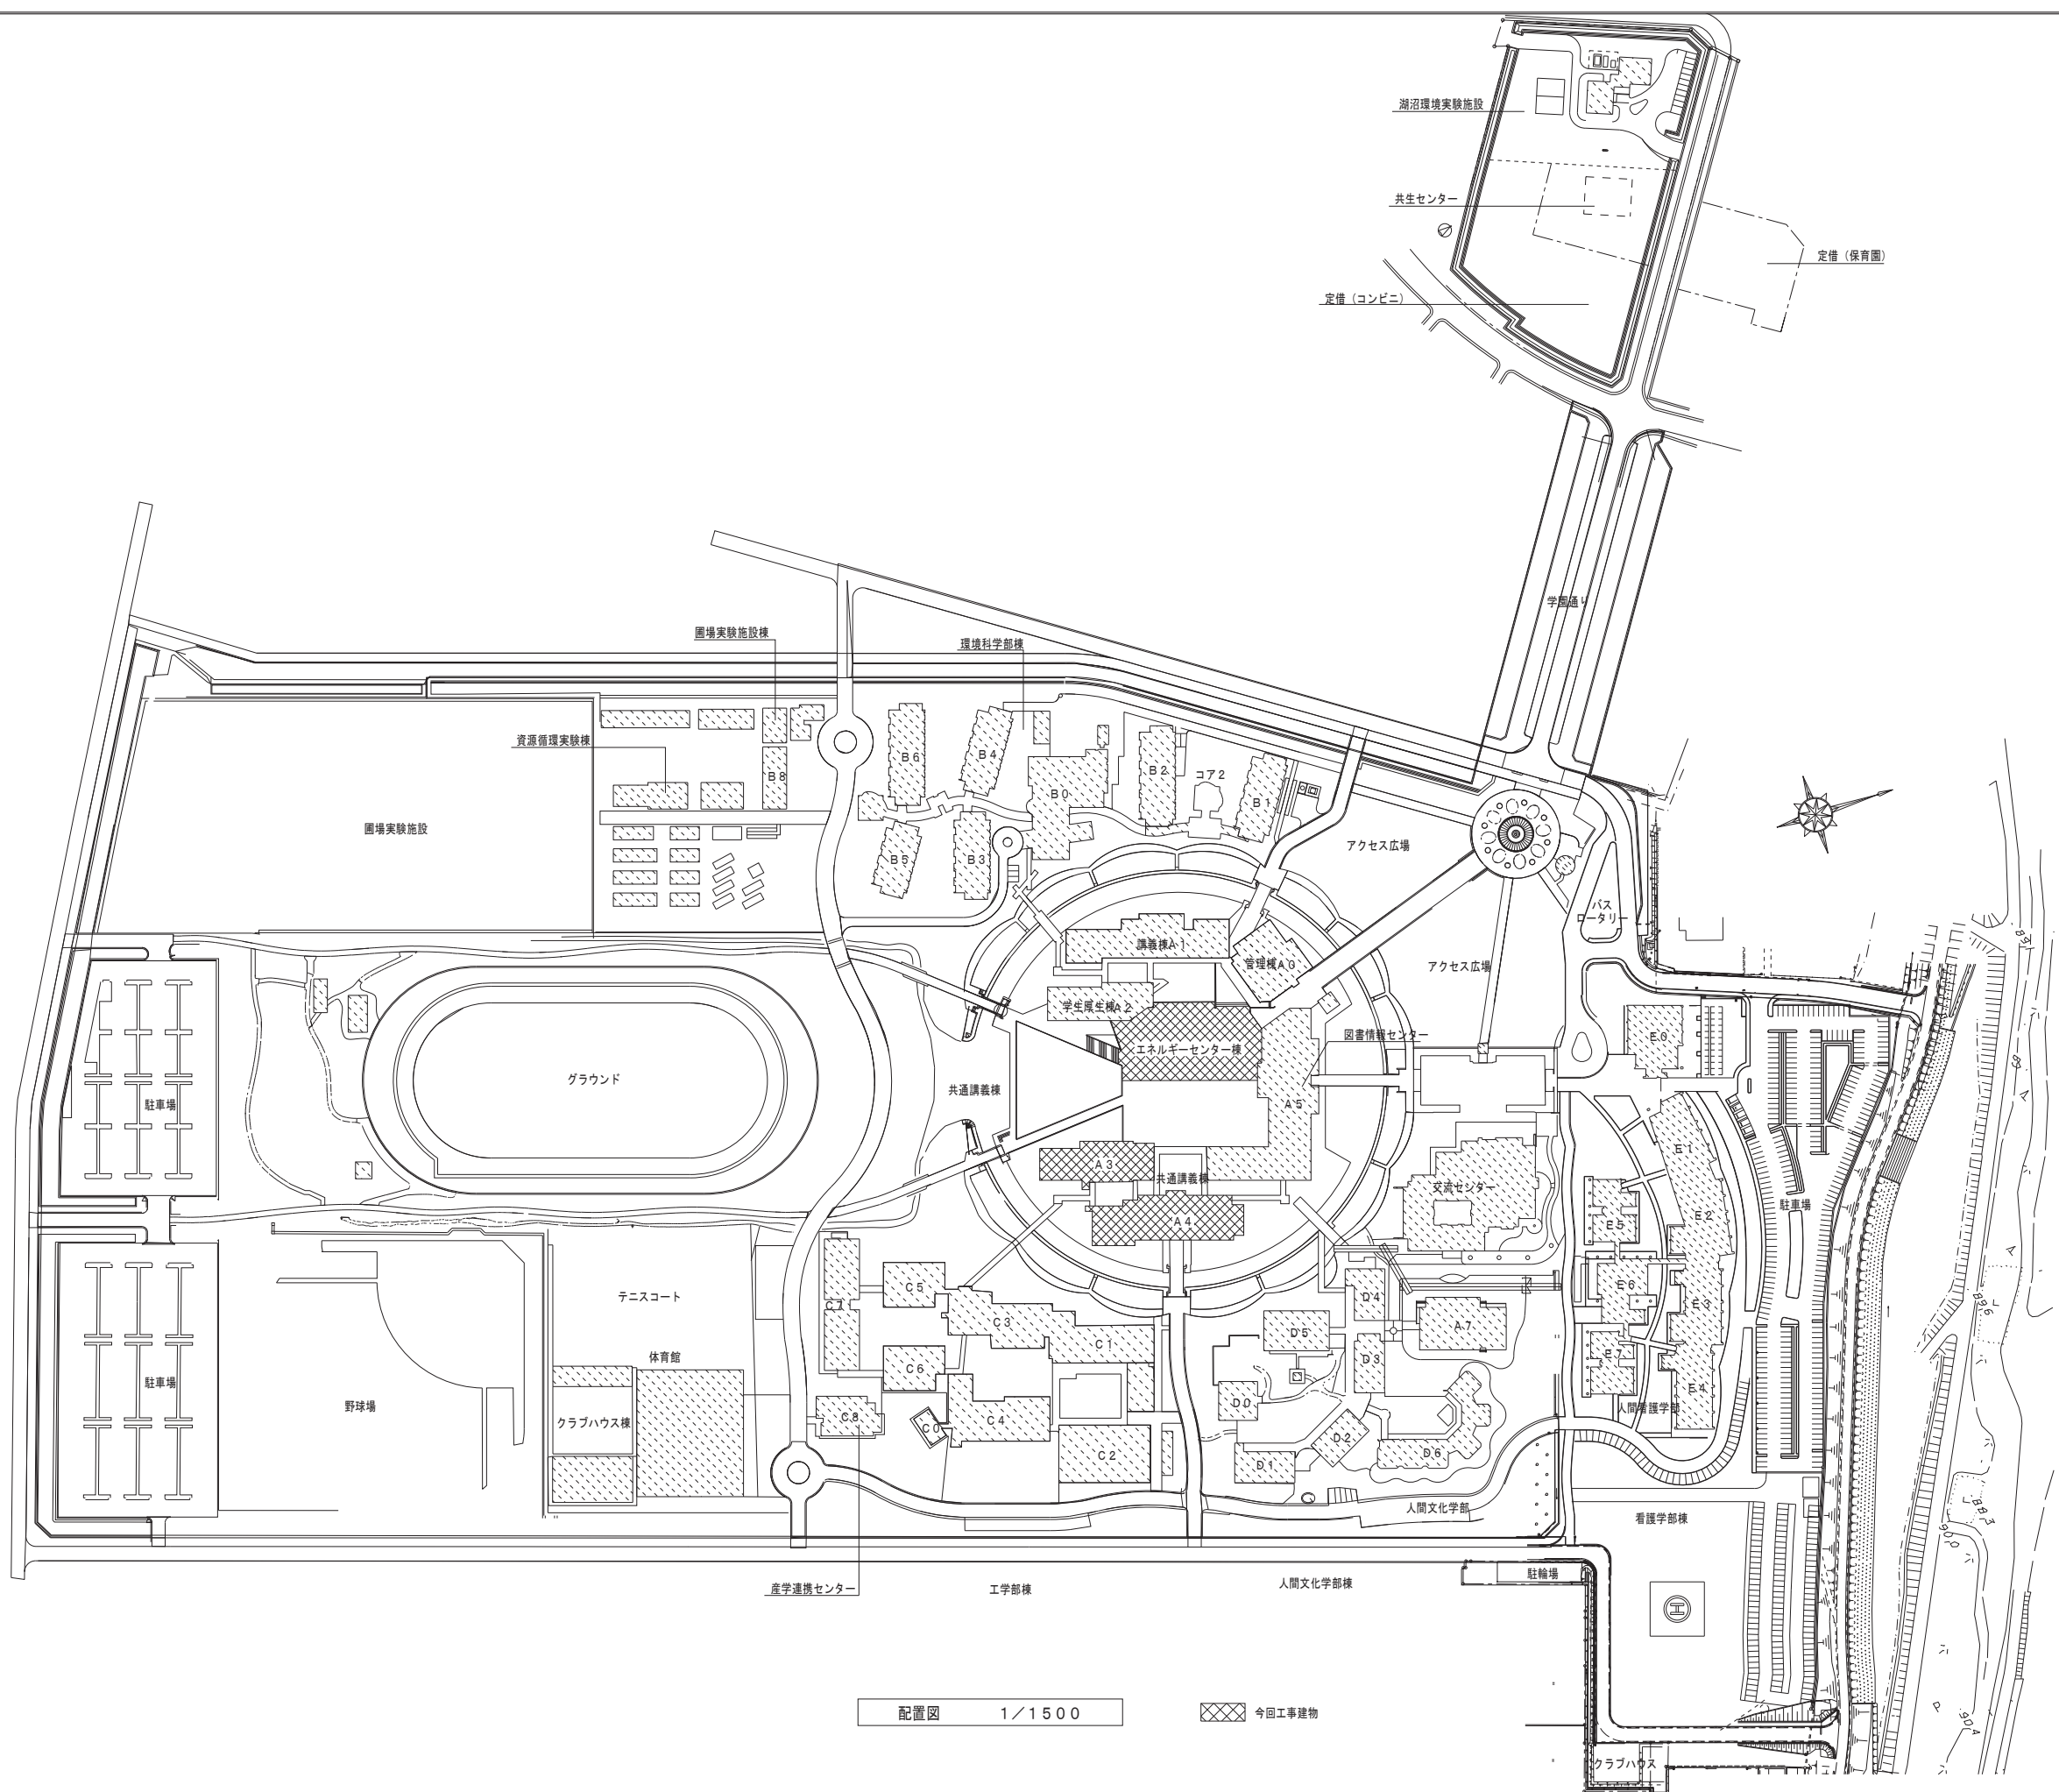 湖沼環境実験施設
共生センター
定借（保育園）
定借（コンビニ）
学園通り
圃場実験施設棟
環境科学部棟
資源循環実験棟
B6
B4
B2
コア2
B1
B8
B0
圃場実験施設
B5
B3
アクセス広場
バス
ロータリー
講義棟A1
管理棟A0
アクセス広場
学生厚生棟A2
図書情報センター
エネルギーセンター棟
E0
グラウンド
共通講義棟
A5
駐車場
E1
A3
共通講義棟
交流センター
駐車場
A4
E5
E2
テニスコート
C5
C7
D4
E6
E3
C3
D5
A7
C1
体育館
C6
D3
E7
駐車場
E4
野球場
クラブハウス棟
C8
C0
C4
D0
人間看護学部
C2
D2
D6
D1
人間文化学部
看護学部棟
産学連携センター
工学部棟
人間文化学部棟
駐輪場
H
配置図 1／1500
今回工事建物
クラブハウス
896
900
904